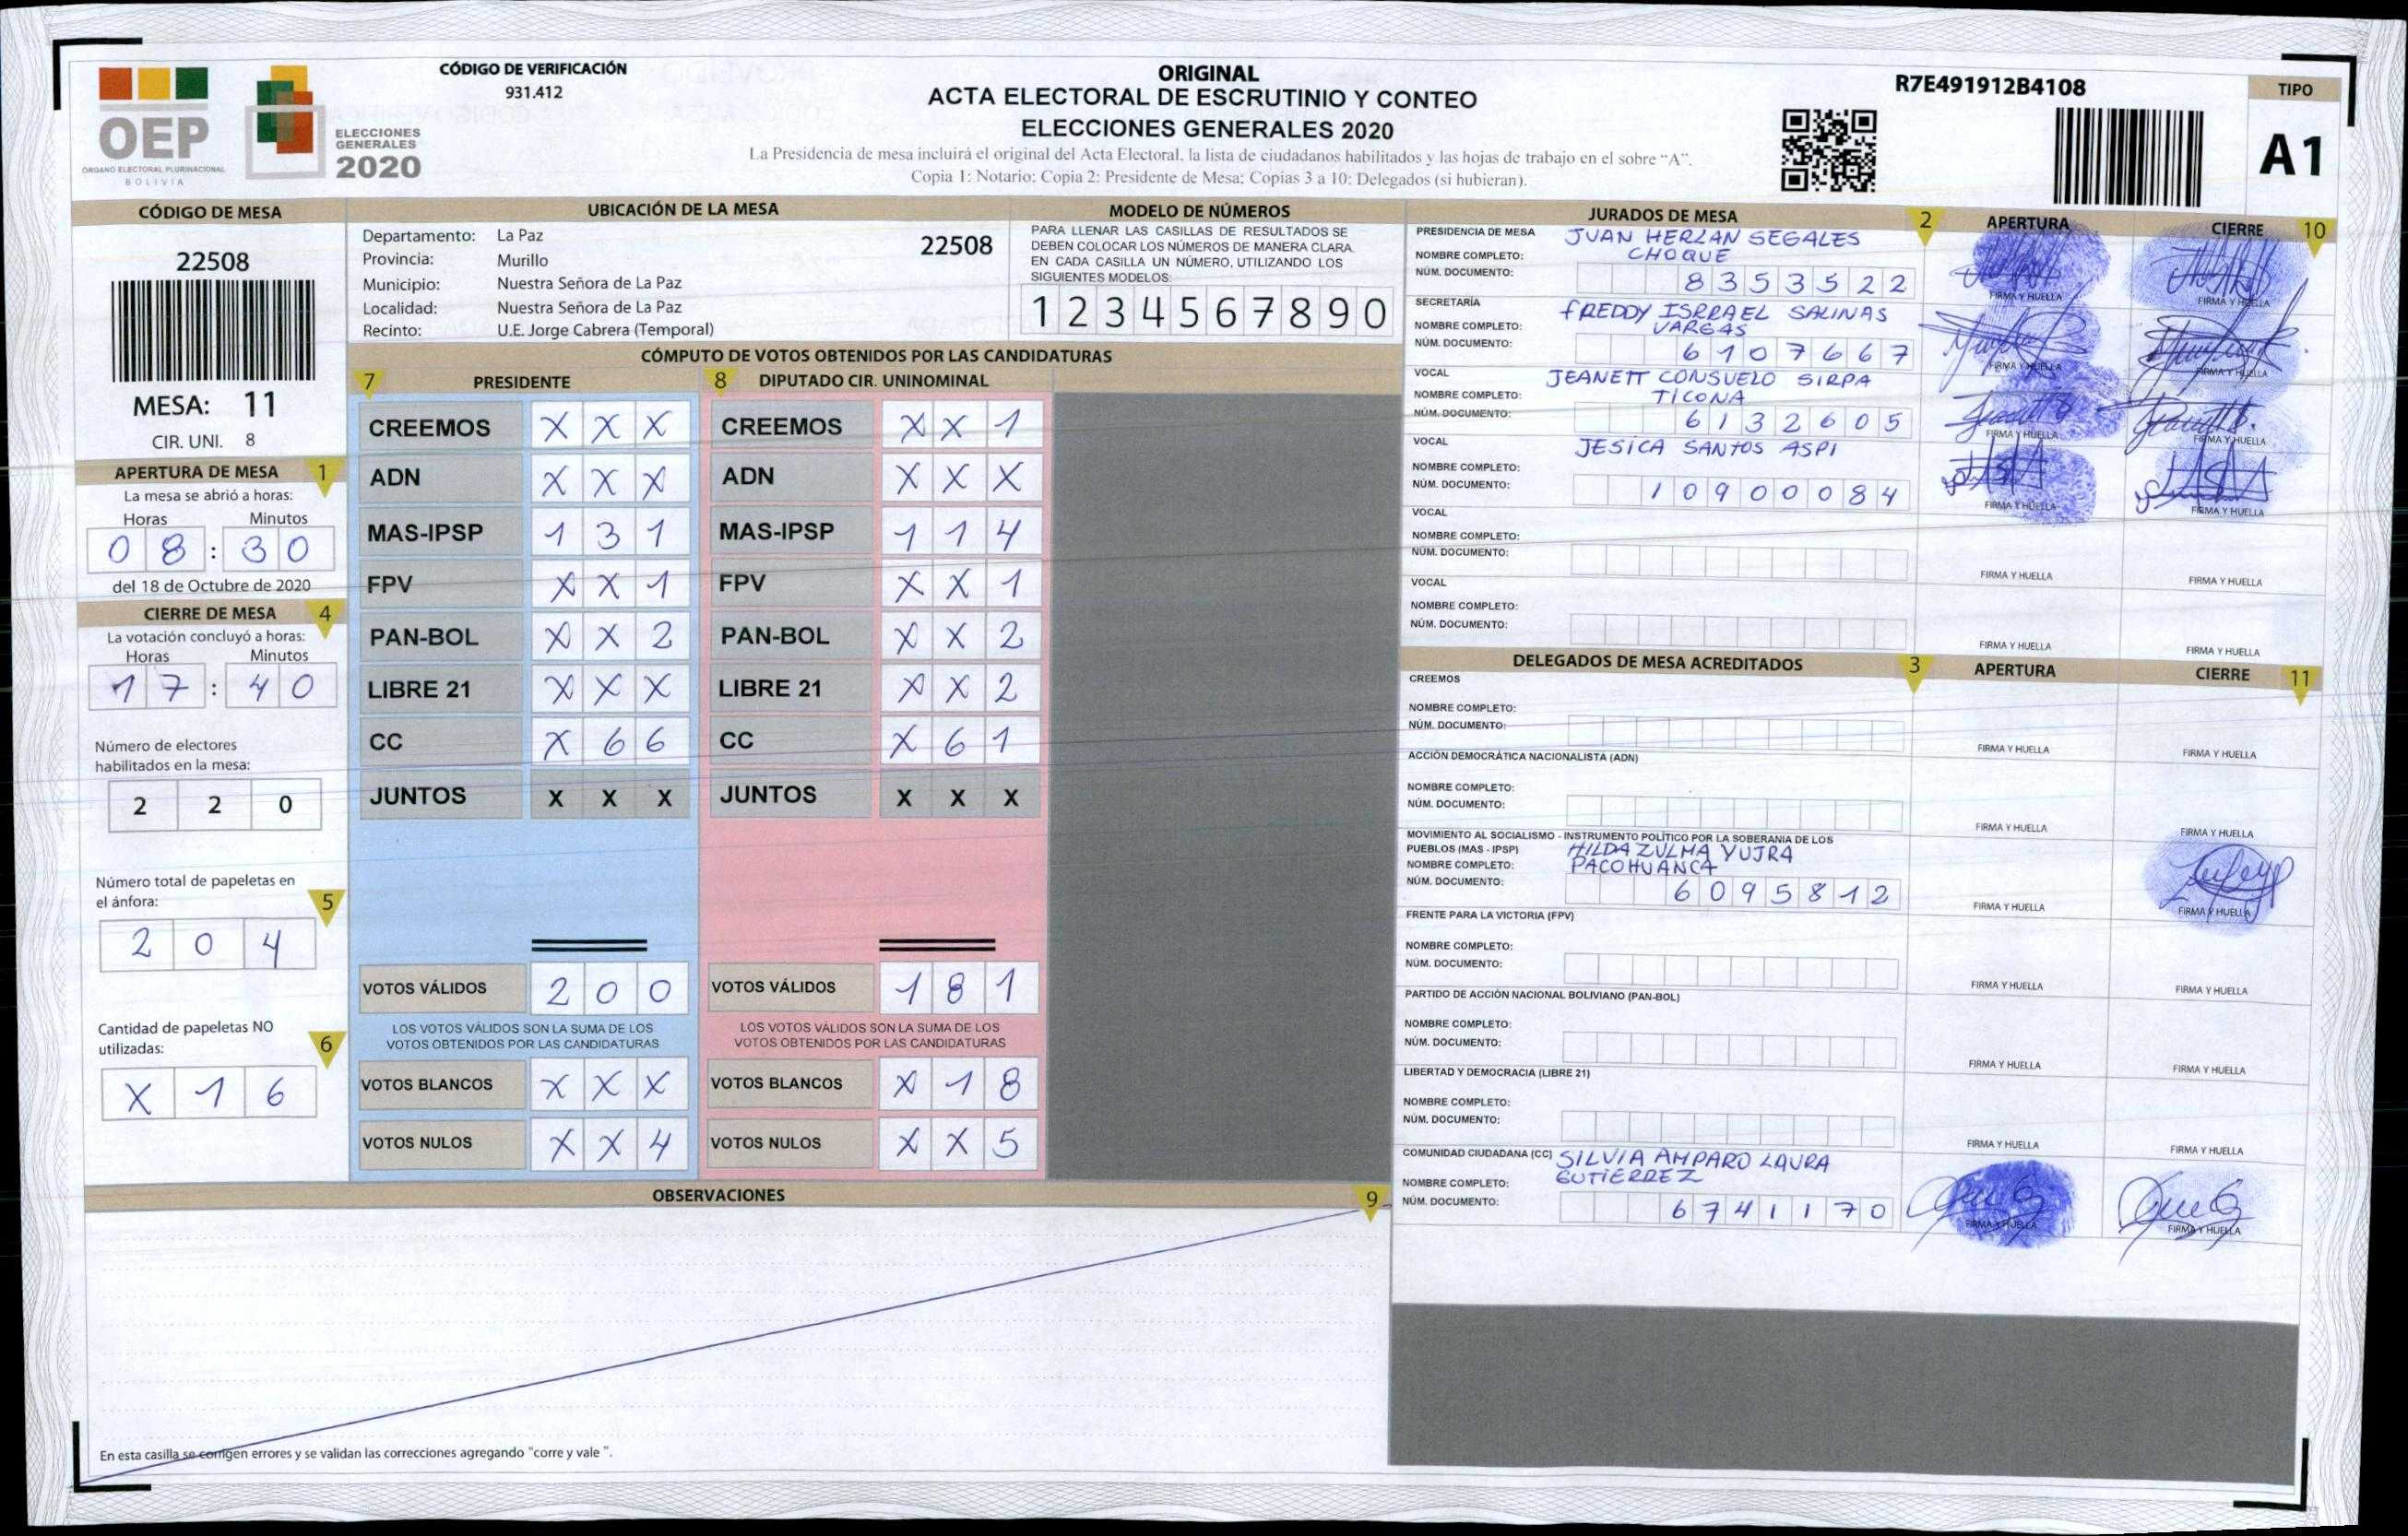 OEP
ÓRGANO ELECTORAL PLURINACIONAL
BOLIVIA
ELECCIONES
GENERALES
2020
CÓDIGO DE VERIFICACIÓN
931.412
ORIGINAL
ACTA ELECTORAL DE ESCRUTINIO Y CONTEO
ELECCIONES GENERALES 2020
La Presidencia de mesa incluirá el original del Acta Electoral, la lista de ciudadanos habilitados y las hojas de trabajo en el sobre “A”.
Copia 1: Notario; Copia 2: Presidente de Mesa; Copias 3 a 10: Delegados (si hubieran).
R7E491912B4108
TIPO
A1
CÓDIGO DE MESA
22508
MESA: 11
CIR. UNI. 8
APERTURA DE MESA 1
La mesa se abrió a horas:
Horas Minutos
0 8 : 3 0
del 18 de Octubre de 2020
CIERRE DE MESA 4
La votación concluyó a horas:
Horas Minutos
1 7 : 4 0
Número de electores
habilitados en la mesa:
2 2 0
Número total de papeletas en
el ánfora: 5
2 0 4
Cantidad de papeletas NO
utilizadas: 6
X 1 6
UBICACIÓN DE LA MESA
Departamento: La Paz
22508
Provincia: Murillo
Municipio: Nuestra Señora de La Paz
Localidad: Nuestra Señora de La Paz
Recinto: U.E. Jorge Cabrera (Temporal)
MODELO DE NÚMEROS
PARA LLENAR LAS CASILLAS DE RESULTADOS SE
DEBEN COLOCAR LOS NÚMEROS DE MANERA CLARA.
EN CADA CASILLA UN NÚMERO, UTILIZANDO LOS
SIGUIENTES MODELOS:
1 2 3 4 5 6 7 8 9 0
CÓMPUTO DE VOTOS OBTENIDOS POR LAS CANDIDATURAS
7 PRESIDENTE
CREEMOS X X X
ADN X X X
MAS-IPSP 1 3 1
FPV X X 1
PAN-BOL X X 2
LIBRE 21 X X X
CC X 6 6
JUNTOS X X X
VOTOS VÁLIDOS 2 0 0
LOS VOTOS VÁLIDOS SON LA SUMA DE LOS
VOTOS OBTENIDOS POR LAS CANDIDATURAS
VOTOS BLANCOS X X X
VOTOS NULOS X X 4
8 DIPUTADO CIR. UNINOMINAL
CREEMOS X X 1
ADN X X X
MAS-IPSP 1 1 4
FPV X X 1
PAN-BOL X X 2
LIBRE 21 X X 2
CC X 6 1
JUNTOS X X X
VOTOS VÁLIDOS 1 8 1
LOS VOTOS VÁLIDOS SON LA SUMA DE LOS
VOTOS OBTENIDOS POR LAS CANDIDATURAS
VOTOS BLANCOS X 1 8
VOTOS NULOS X X 5
OBSERVACIONES 9
En esta casilla se corrigen errores y se validan las correcciones agregando "corre y vale ".
JURADOS DE MESA 2 APERTURA CIERRE 10
PRESIDENCIA DE MESA JUAN HERLAN SEGALES
NOMBRE COMPLETO: CHOQUE
NÚM. DOCUMENTO: 8 3 5 3 5 2 2
FIRMA Y HUELLA FIRMA Y HUELLA
SECRETARÍA FREDDY ISRRAEL SALINAS
NOMBRE COMPLETO: VARGAS
NÚM. DOCUMENTO: 6 1 0 7 6 6 7
FIRMA Y HUELLA FIRMA Y HUELLA
VOCAL JEANETT CONSUELO SIRPA
NOMBRE COMPLETO: TICONA
NÚM. DOCUMENTO: 6 1 3 2 6 0 5
FIRMA Y HUELLA FIRMA Y HUELLA
VOCAL JESICA SANTOS ASPI
NOMBRE COMPLETO:
NÚM. DOCUMENTO: 1 0 9 0 0 0 8 4
FIRMA Y HUELLA FIRMA Y HUELLA
VOCAL
NOMBRE COMPLETO:
NÚM. DOCUMENTO:
FIRMA Y HUELLA FIRMA Y HUELLA
VOCAL
NOMBRE COMPLETO:
NÚM. DOCUMENTO:
FIRMA Y HUELLA FIRMA Y HUELLA
DELEGADOS DE MESA ACREDITADOS 3 APERTURA CIERRE 11
CREEMOS
NOMBRE COMPLETO:
NÚM. DOCUMENTO:
FIRMA Y HUELLA FIRMA Y HUELLA
ACCIÓN DEMOCRÁTICA NACIONALISTA (ADN)
NOMBRE COMPLETO:
NÚM. DOCUMENTO:
FIRMA Y HUELLA FIRMA Y HUELLA
MOVIMIENTO AL SOCIALISMO - INSTRUMENTO POLÍTICO POR LA SOBERANIA DE LOS
PUEBLOS (MAS - IPSP) HILDA ZULMA YUJRA
NOMBRE COMPLETO: PACOHUANCA
NÚM. DOCUMENTO: 6 0 9 5 8 1 2
FIRMA Y HUELLA FIRMA Y HUELLA
FRENTE PARA LA VICTORIA (FPV)
NOMBRE COMPLETO:
NÚM. DOCUMENTO:
FIRMA Y HUELLA FIRMA Y HUELLA
PARTIDO DE ACCIÓN NACIONAL BOLIVIANO (PAN-BOL)
NOMBRE COMPLETO:
NÚM. DOCUMENTO:
FIRMA Y HUELLA FIRMA Y HUELLA
LIBERTAD Y DEMOCRACIA (LIBRE 21)
NOMBRE COMPLETO:
NÚM. DOCUMENTO:
FIRMA Y HUELLA FIRMA Y HUELLA
COMUNIDAD CIUDADANA (CC) SILVIA AMPARO LAURA
NOMBRE COMPLETO: GUTIERREZ
NÚM. DOCUMENTO: 6 7 4 1 1 7 0
FIRMA Y HUELLA FIRMA Y HUELLA